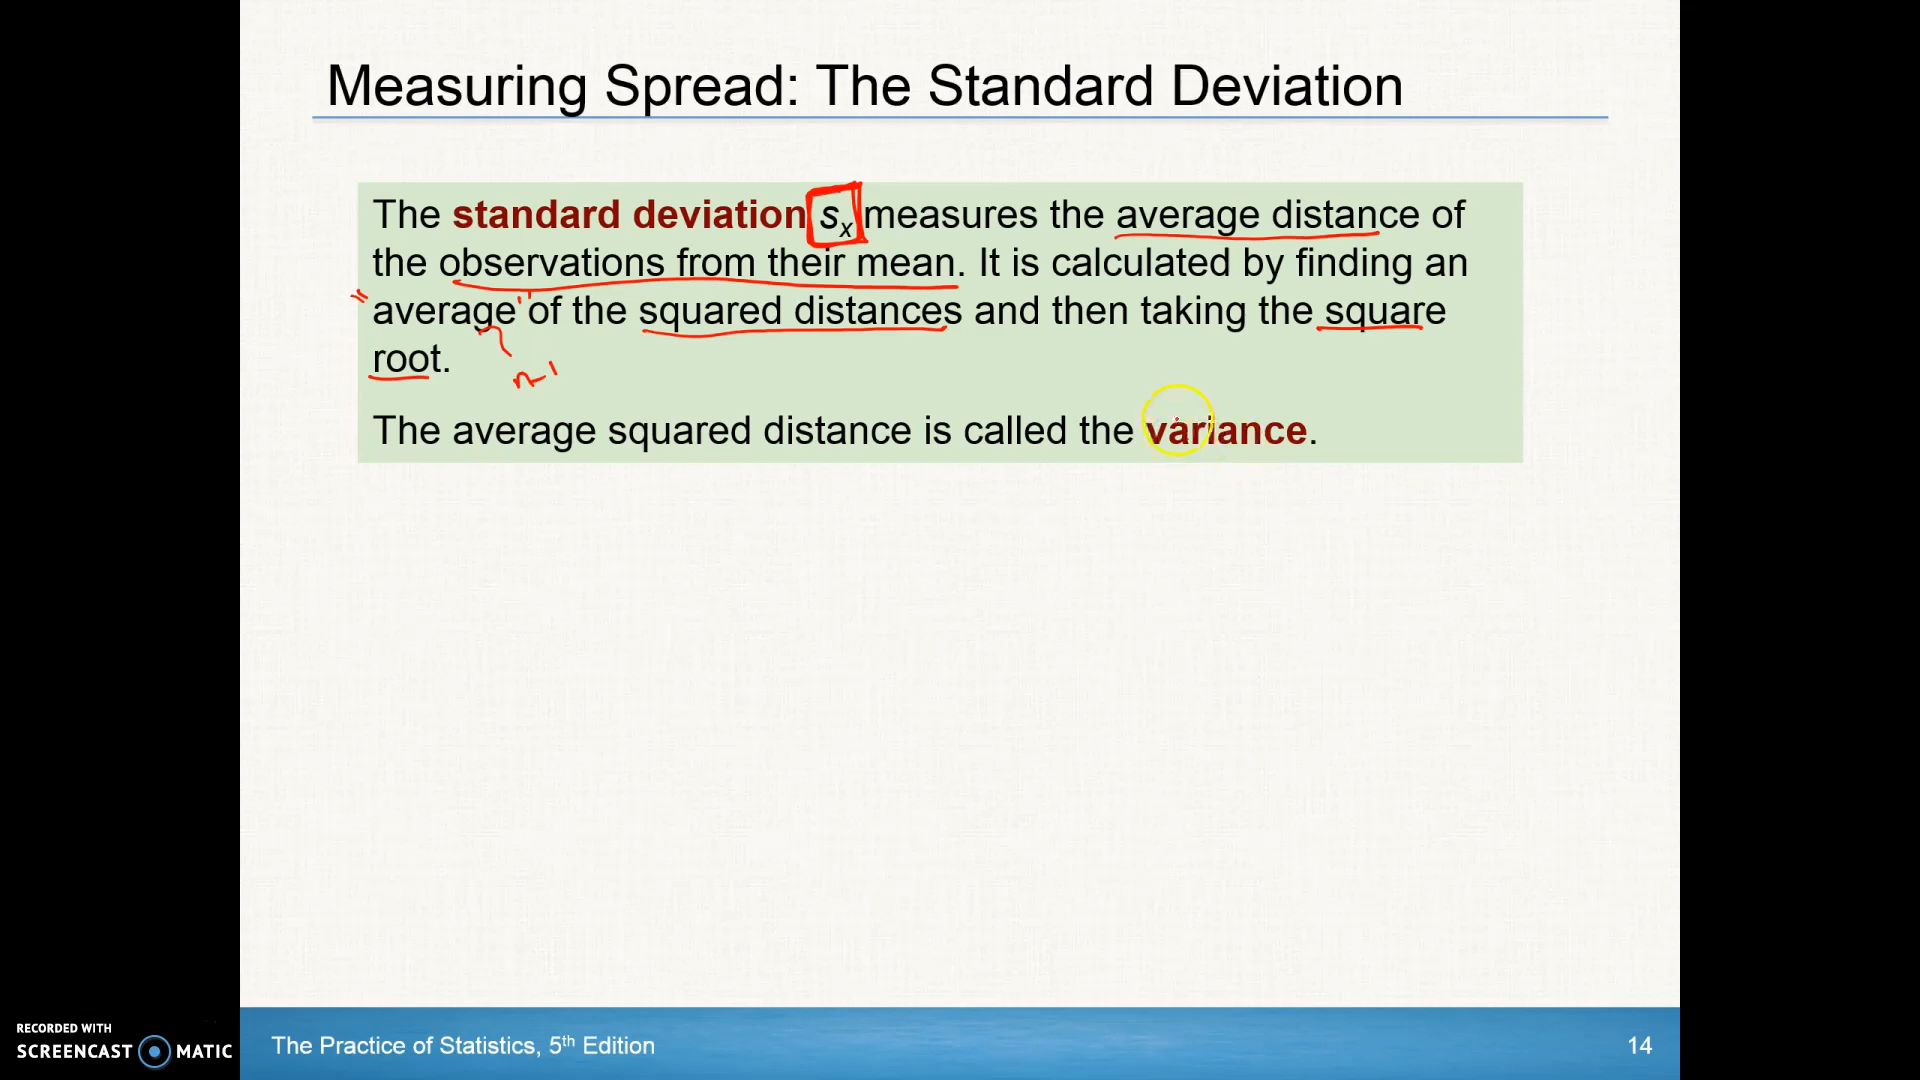 Measuring Spread: The Standard Deviation
The standard deviation sx measures the average distance of
the observations from their mean. It is calculated by finding an
"average" of the squared distances and then taking the square
root.
n-1
The average squared distance is called the variance.
RECORDED WITH
SCREENCAST MATIC
The Practice of Statistics, 5th Edition
14